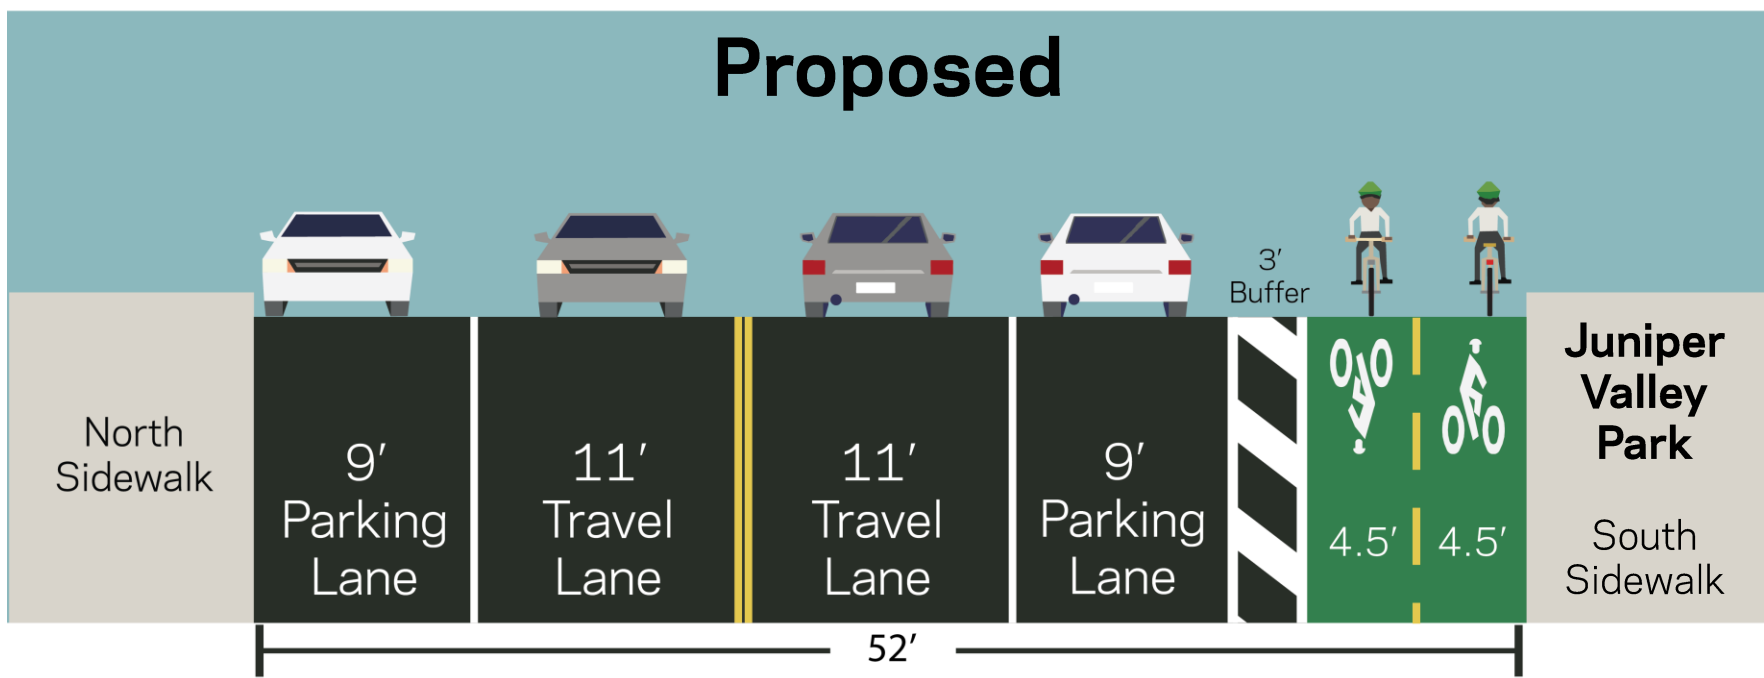 Proposed
3′
Buffer
North
Sidewalk
9′
Parking
Lane
11′
Travel
Lane
11′
Travel
Lane
9′
Parking
Lane
4.5′
4.5′
Juniper
Valley
Park
South
Sidewalk
52′